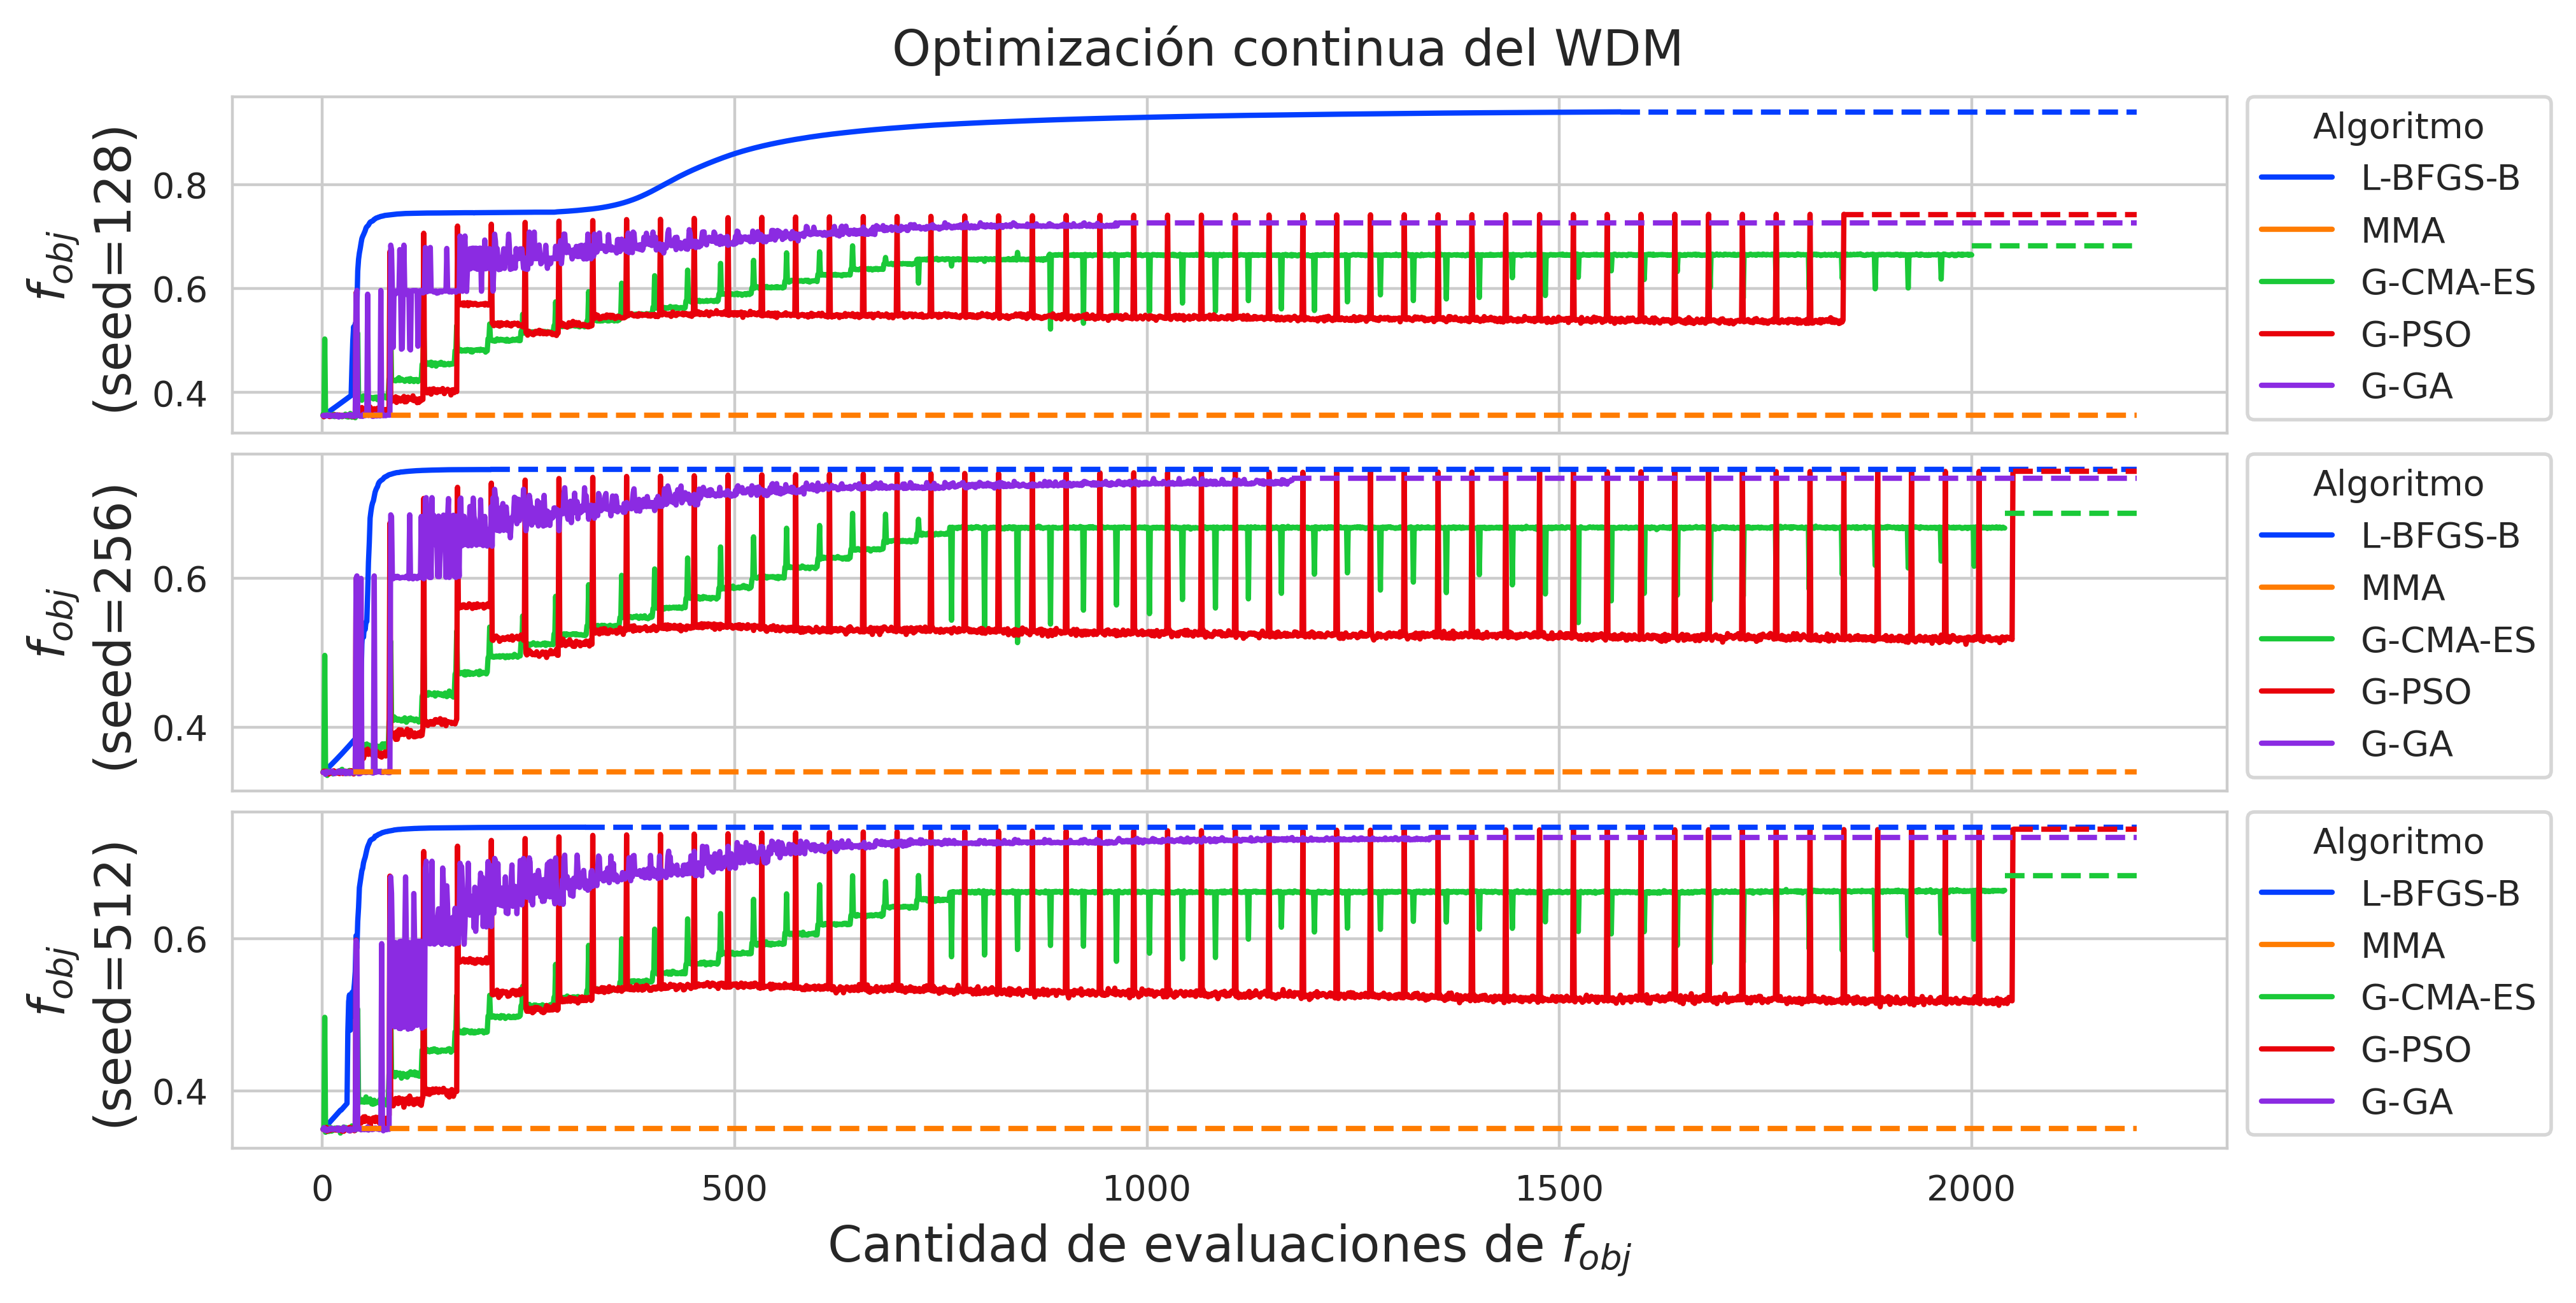 Optimización continua del WDM
f_obj
(seed=128)
0.8
0.6
0.4
Algoritmo
L-BFGS-B
MMA
G-CMA-ES
G-PSO
G-GA
f_obj
(seed=256)
0.6
0.4
Algoritmo
L-BFGS-B
MMA
G-CMA-ES
G-PSO
G-GA
f_obj
(seed=512)
0.6
0.4
Algoritmo
L-BFGS-B
MMA
G-CMA-ES
G-PSO
G-GA
0 500 1000 1500 2000
Cantidad de evaluaciones de f_obj